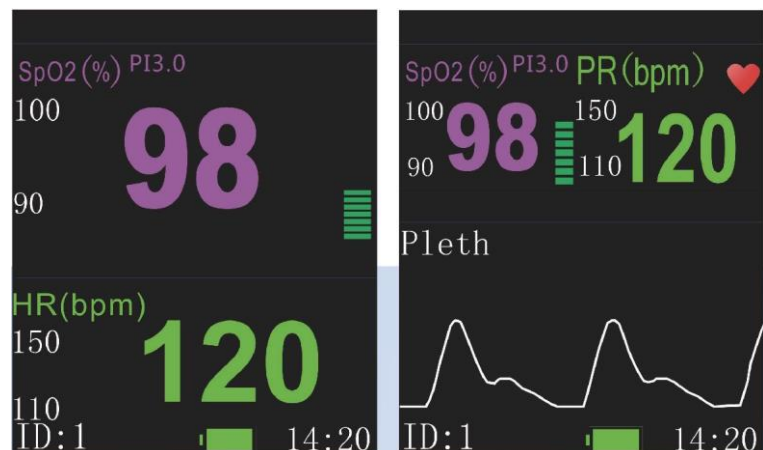 SpO2(%) PI3.0
100
98
90
HR(bpm)
150
120
110
ID:1 14:20
SpO2(%) PI3.0 PR(bpm)
100 98 150 120
90 110
Pleth
ID:1 14:20